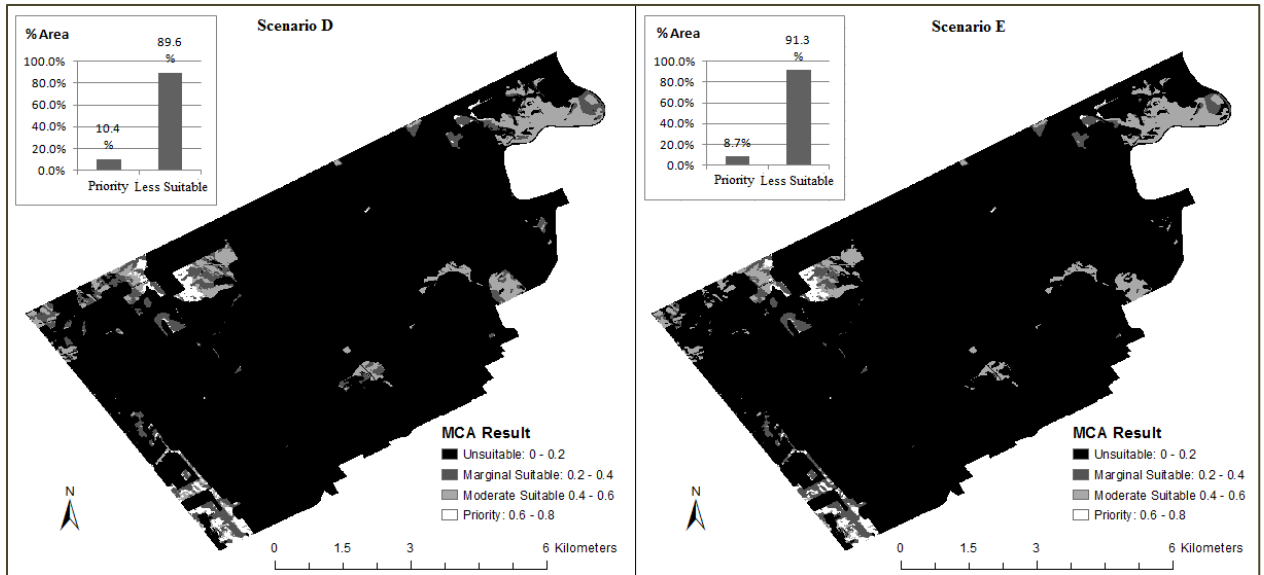 Scenario D
% Area
89.6
%
100.0%
80.0%
60.0%
40.0%
20.0%
0.0%
10.4
%
Priority Less Suitable
MCA Result
Unsuitable: 0 - 0.2
Marginal Suitable: 0.2 - 0.4
Moderate Suitable 0.4 - 0.6
Priority: 0.6 - 0.8
N
0 1.5 3 6 Kilometers
Scenario E
% Area
91.3
%
100.0%
80.0%
60.0%
40.0%
20.0%
0.0%
8.7%
Priority Less Suitable
MCA Result
Unsuitable: 0 - 0.2
Marginal Suitable: 0.2 - 0.4
Moderate Suitable 0.4 - 0.6
Priority: 0.6 - 0.8
N
0 1.5 3 6 Kilometers